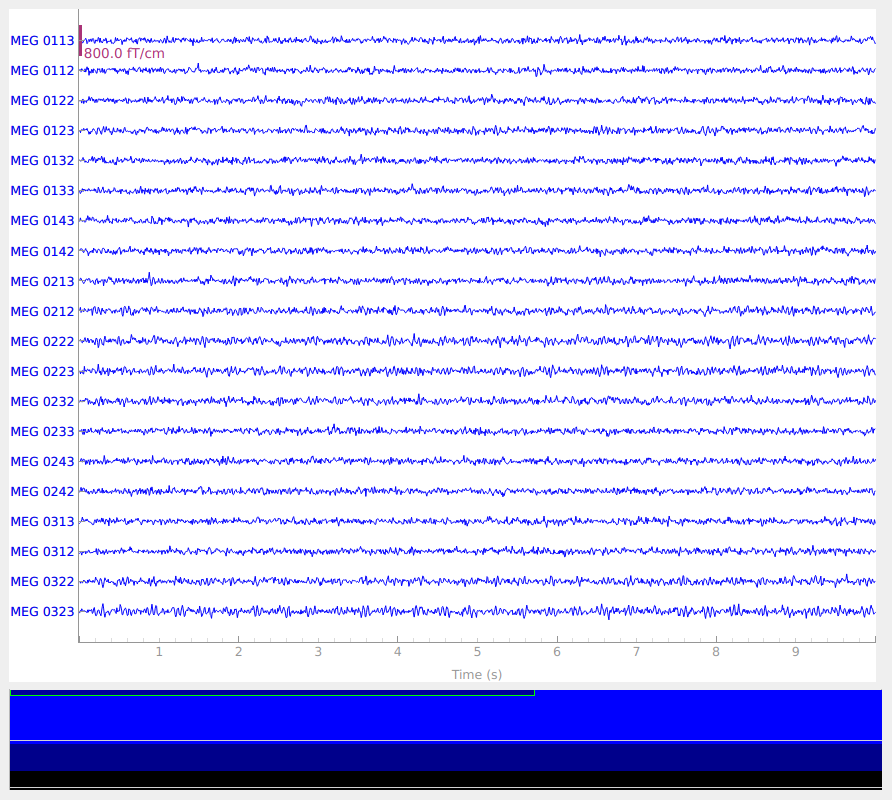 MEG 0113
800.0 fT/cm
MEG 0112
MEG 0122
MEG 0123
MEG 0132
MEG 0133
MEG 0143
MEG 0142
MEG 0213
MEG 0212
MEG 0222
MEG 0223
MEG 0232
MEG 0233
MEG 0243
MEG 0242
MEG 0313
MEG 0312
MEG 0322
MEG 0323
1 2 3 4 5 6 7 8 9
Time (s)